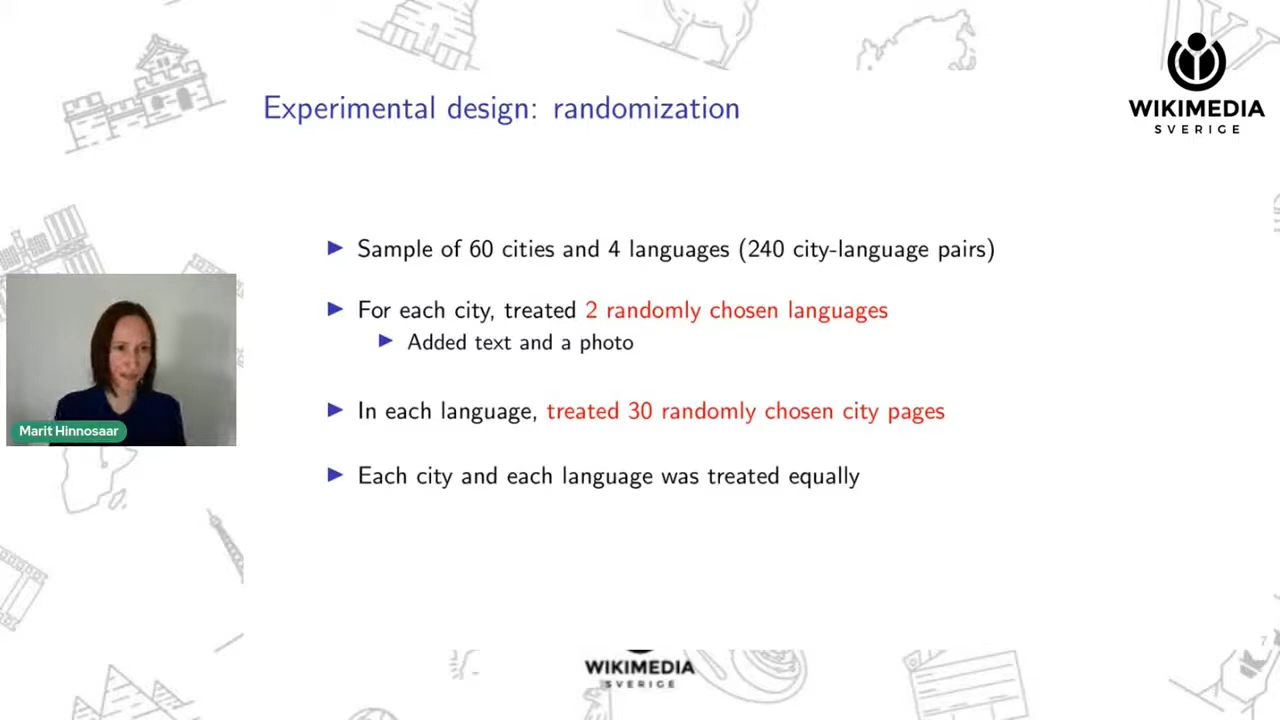 Experimental design: randomization
WIKIMEDIA
SVERIGE
Sample of 60 cities and 4 languages (240 city-language pairs)
For each city, treated 2 randomly chosen languages
Added text and a photo
In each language, treated 30 randomly chosen city pages
Each city and each language was treated equally
Marit Hinnosaar
7
WIKIMEDIA
SVERIGE